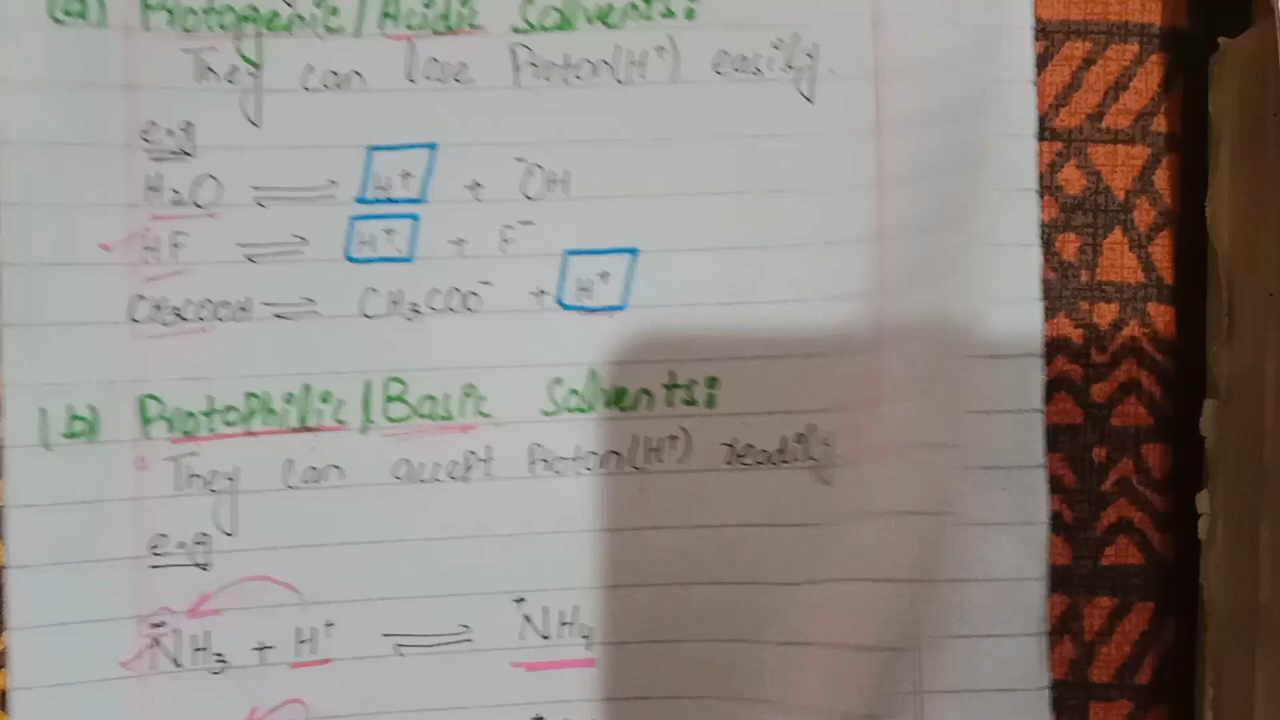 (a) Protogenic/Acidic Solvents:
They can lose Proton(H⁺) easily.
e.g
H₂O ⇌ H⁺ + ⁻OH
HF ⇌ H⁺ + F⁻
CH₃COOH ⇌ CH₃COO⁻ + H⁺
(b) Protophilic/Basic Solvents:
They can accept Proton(H⁺) readily
e.g
N̈H₃ + H⁺ ⇌ ⁺NH₄